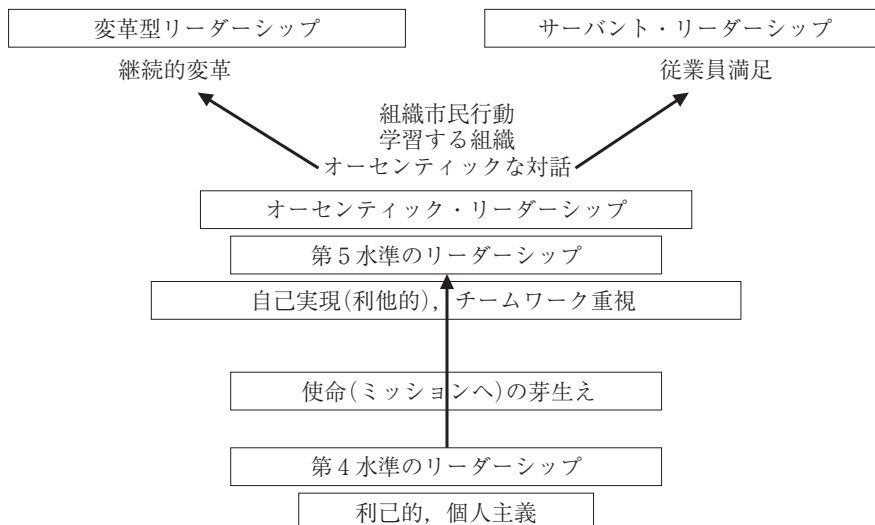 変革型リーダーシップ
サーバント・リーダーシップ
継続的変革
従業員満足
組織市民行動
学習する組織
オーセンティックな対話
オーセンティック・リーダーシップ
第5水準のリーダーシップ
自己実現(利他的)，チームワーク重視
使命(ミッションへ)の芽生え
第4水準のリーダーシップ
利己的，個人主義